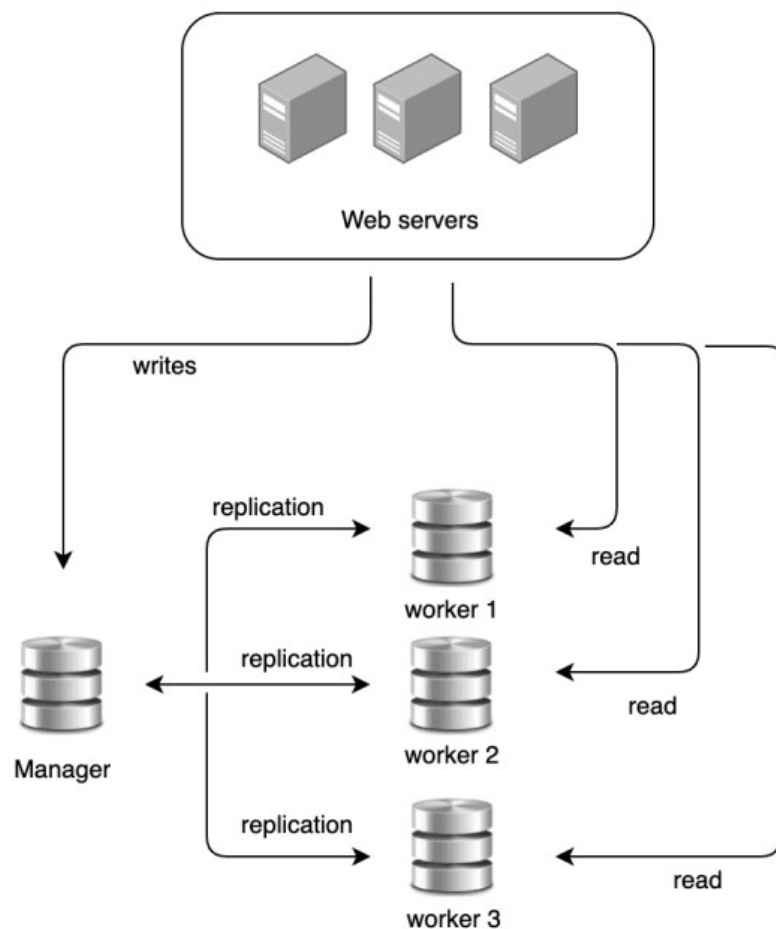 Web servers
writes
replication
read
worker 1
replication
read
Manager
worker 2
replication
read
worker 3